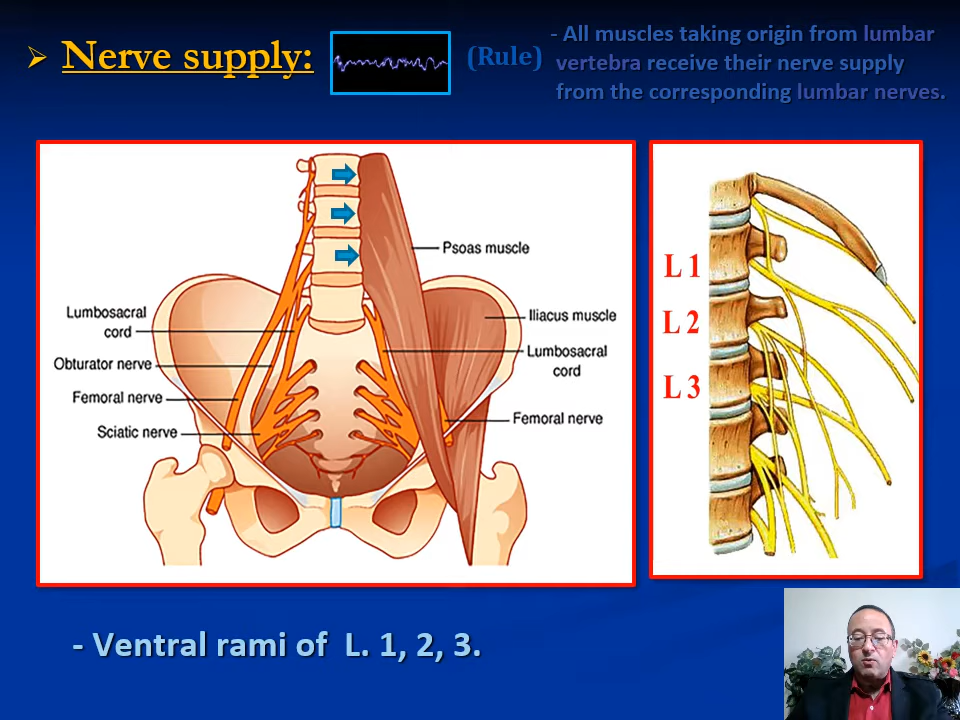 ➢ Nerve supply:
(Rule)
- All muscles taking origin from lumbar
vertebra receive their nerve supply
from the corresponding lumbar nerves.
Psoas muscle
Lumbosacral
cord
Obturator nerve
Femoral nerve
Sciatic nerve
Iliacus muscle
Lumbosacral
cord
Femoral nerve
L 1
L 2
L 3
- Ventral rami of L. 1, 2, 3.